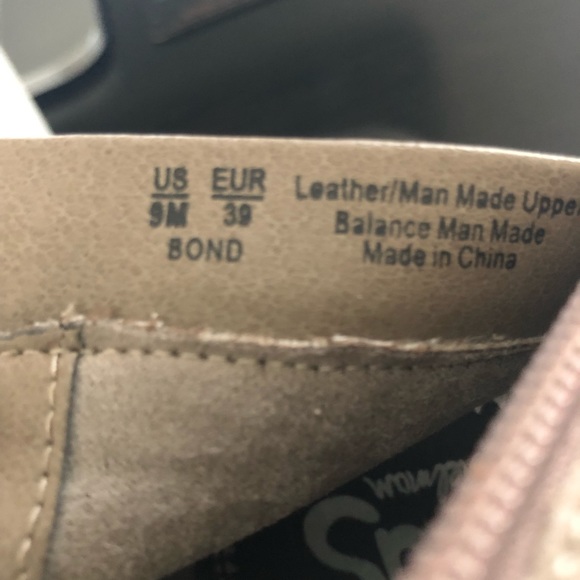 US EUR Leather/Man Made Upper
9M 39 Balance Man Made
BOND Made in China